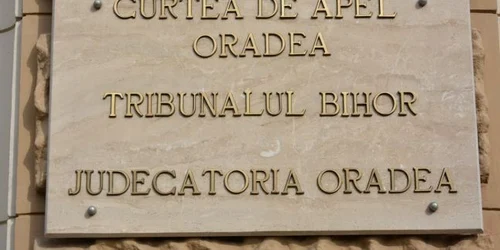 CURTEA DE APEL
ORADEA
TRIBUNALUL BIHOR
JUDECATORIA ORADEA